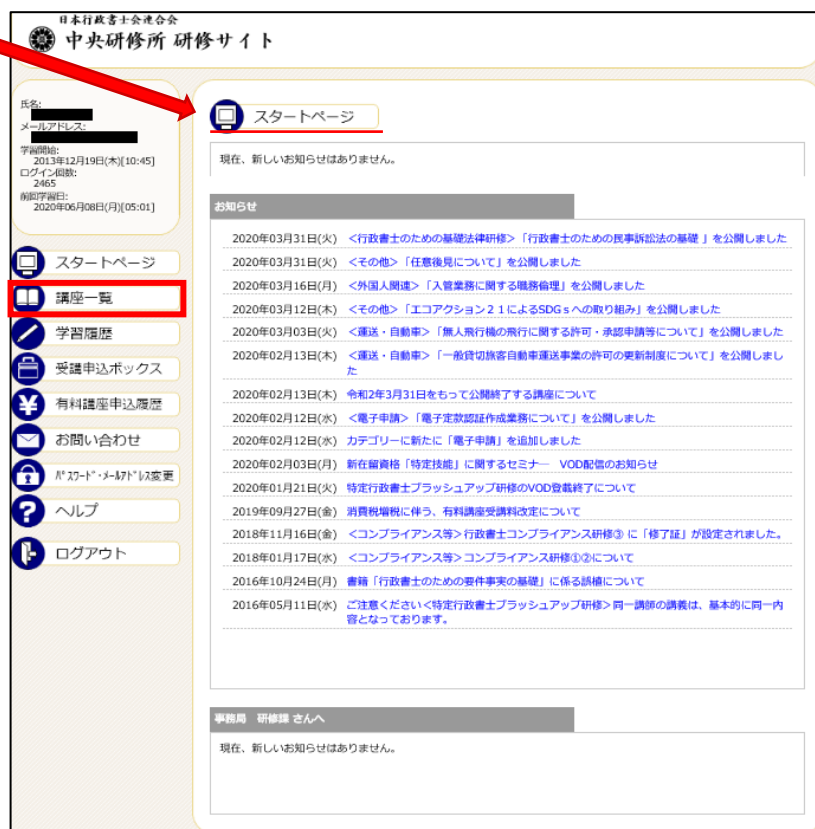 日本行政書士会連合会
中央研修所 研修サイト
氏名:
メールアドレス:
学習開始:
2013年12月19日(木)[10:45]
ログイン回数:
2465
前回学習日:
2020年06月08日(月)[05:01]
スタートページ
講座一覧
学習履歴
受講申込ボックス
有料講座申込履歴
お問い合わせ
ﾊﾟｽﾜｰﾄﾞ・ﾒｰﾙｱﾄﾞﾚｽ変更
ヘルプ
ログアウト
スタートページ
現在、新しいお知らせはありません。
お知らせ
2020年03月31日(火) <行政書士のための基礎法律研修>「行政書士のための民事訴訟法の基礎 」を公開しました
2020年03月31日(火) <その他>「任意後見について」を公開しました
2020年03月16日(月) <外国人関連>「入管業務に関する職務倫理」を公開しました
2020年03月12日(木) <その他>「エコアクション２１によるSDGｓへの取り組み」を公開しました
2020年03月03日(火) <運送・自動車>「無人飛行機の飛行に関する許可・承認申請等について」を公開しました
2020年02月13日(木) <運送・自動車>「一般貸切旅客自動車運送事業の許可の更新制度について」を公開しまし
た
2020年02月13日(木) 令和2年3月31日をもって公開終了する講座について
2020年02月12日(水) <電子申請>「電子定款認証作成業務について」を公開しました
2020年02月12日(水) カテゴリーに新たに「電子申請」を追加しました
2020年02月03日(月) 新在留資格「特定技能」に関するセミナ― VOD配信のお知らせ
2020年01月21日(火) 特定行政書士ブラッシュアップ研修のVOD登載終了について
2019年09月27日(金) 消費税増税に伴う、有料講座受講料改定について
2018年11月16日(金) <コンプライアンス等>行政書士コンプライアンス研修③ に「修了証」が設定されました。
2018年01月17日(水) <コンプライアンス等>コンプライアンス研修①②について
2016年10月24日(月) 書籍「行政書士のための要件事実の基礎」に係る誤植について
2016年05月11日(水) ご注意ください<特定行政書士ブラッシュアップ研修>同一講師の講義は、基本的に同一内
容となっております。
事務局 研修課 さんへ
現在、新しいお知らせはありません。